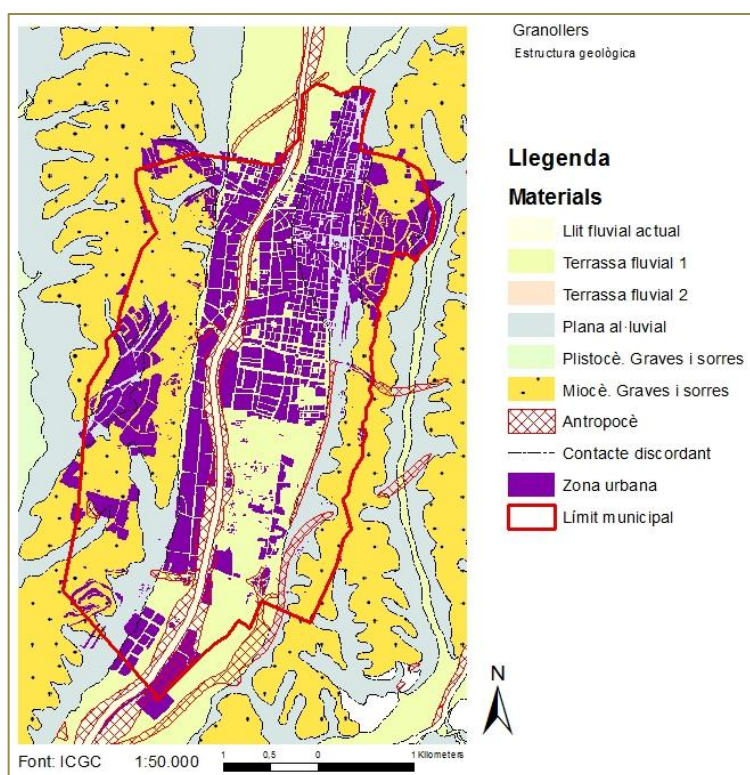 Granollers
Estructura geològica
Llegenda
Materials
Llit fluvial actual
Terrassa fluvial 1
Terrassa fluvial 2
Plana al·luvial
Plistocè. Graves i sorres
Miocè. Graves i sorres
Antropocè
Contacte discordant
Zona urbana
Límit municipal
N
Font: ICGC 1:50.000
1 0,5 0 1 Kilometers